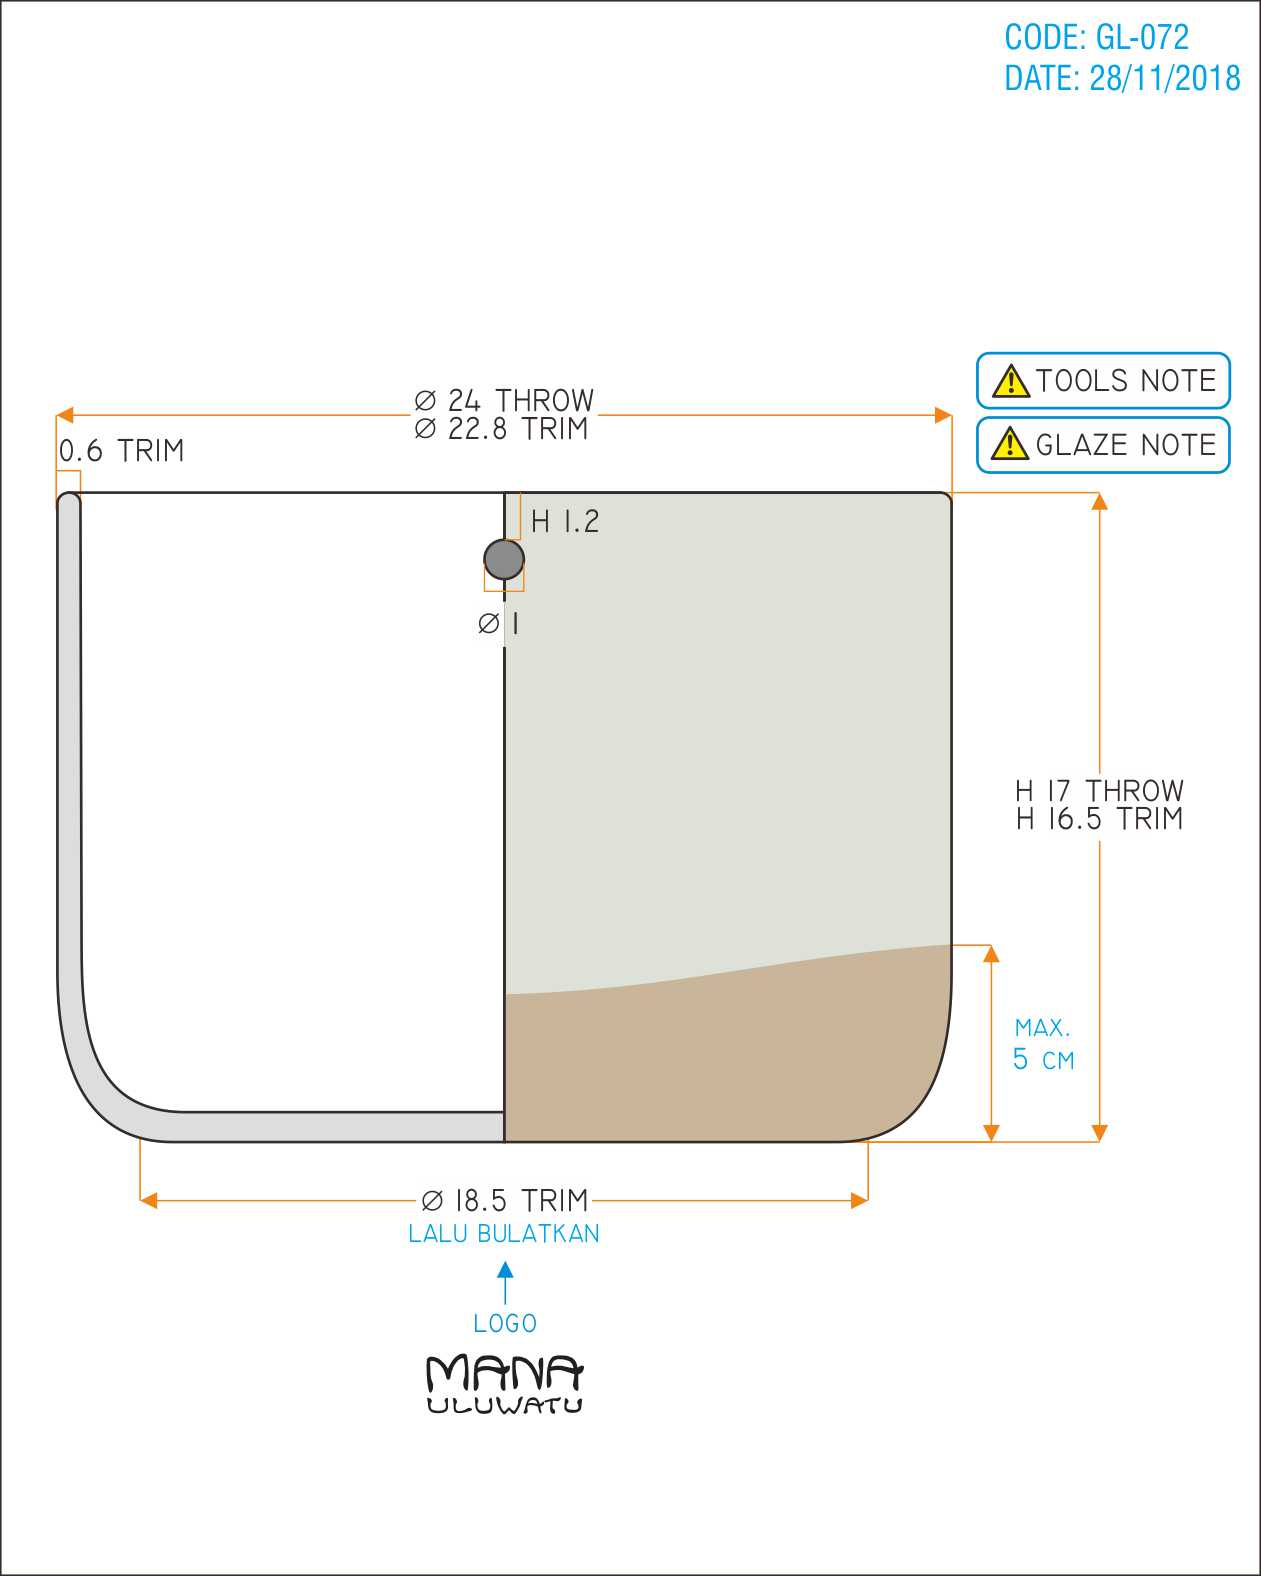 CODE: GL-072
DATE: 28/11/2018
TOOLS NOTE
GLAZE NOTE
Ø 24 THROW
Ø 22.8 TRIM
0.6 TRIM
H 1.2
Ø 1
H 17 THROW
H 16.5 TRIM
MAX.
5 CM
Ø 18.5 TRIM
LALU BULATKAN
LOGO
MANA
ULUWATU